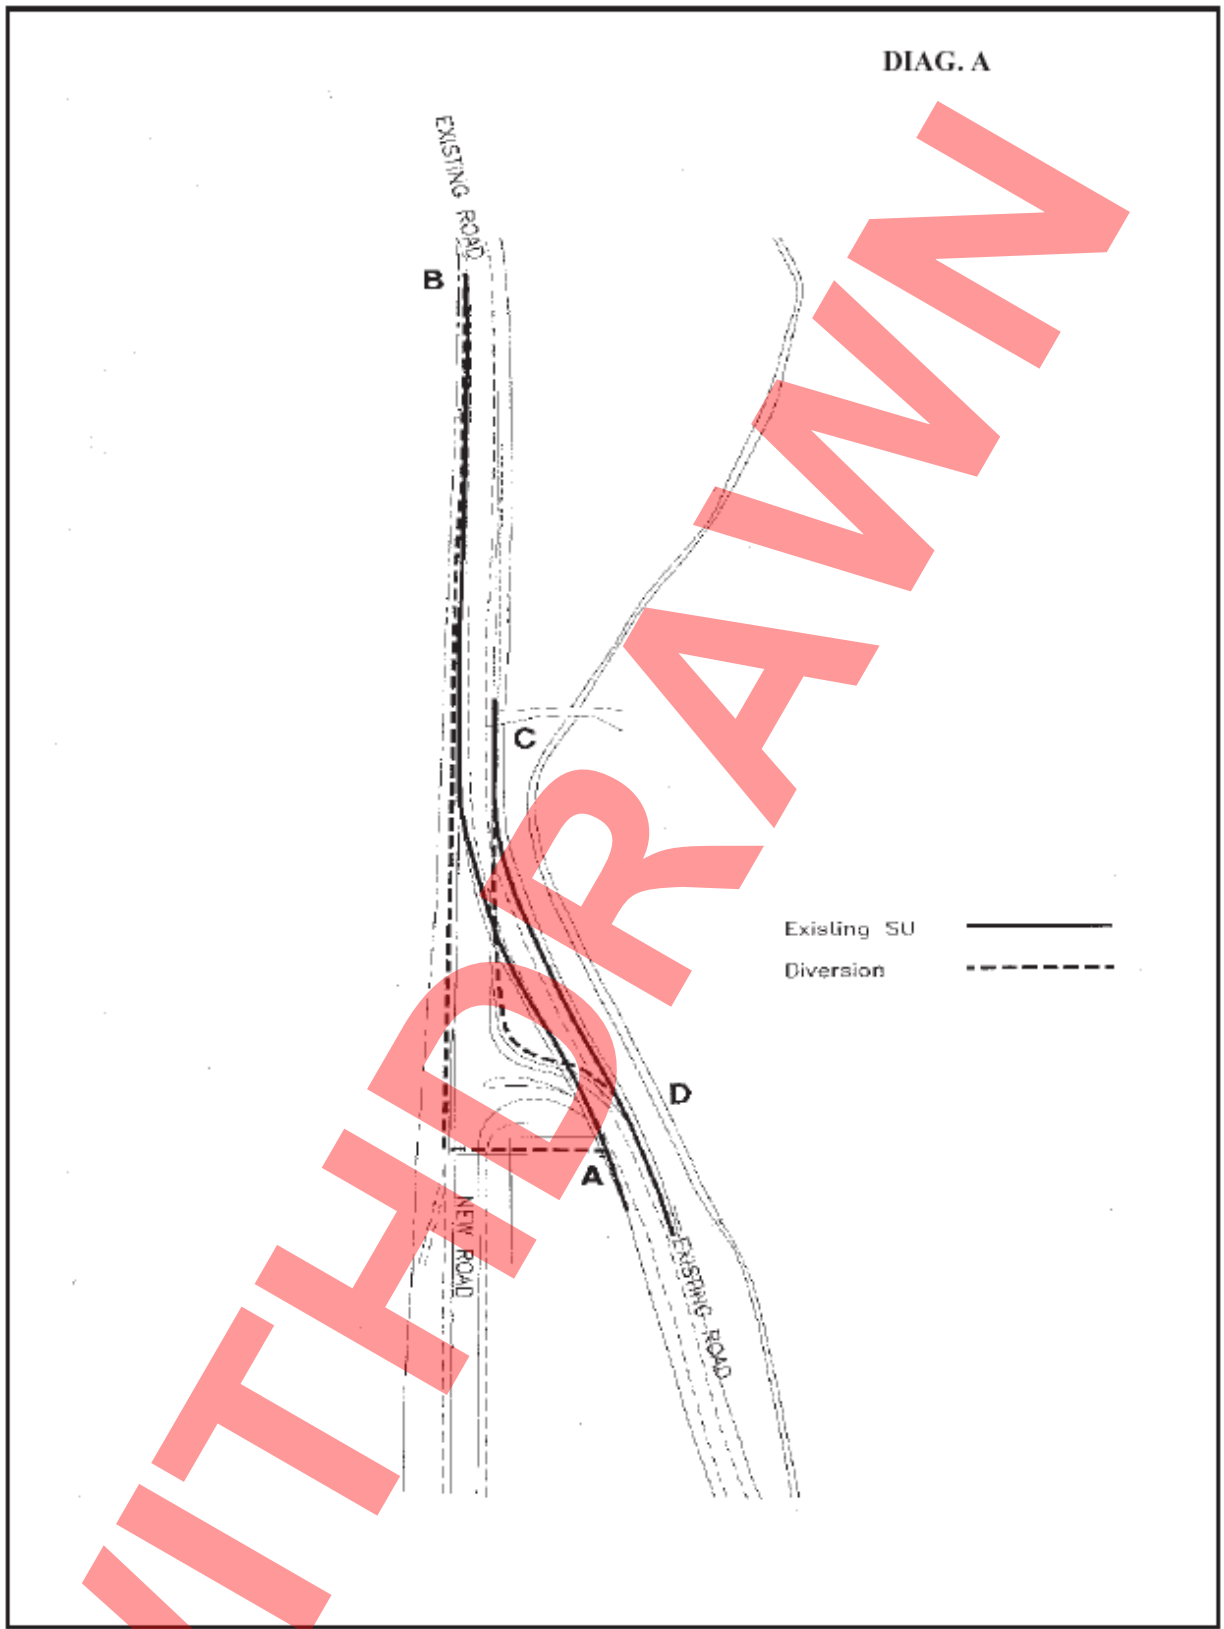 DIAG. A
EXISTING ROAD
B
C
Existing SU
Diversion
D
A
NEW ROAD
EXISTING ROAD
WITHDRAWN